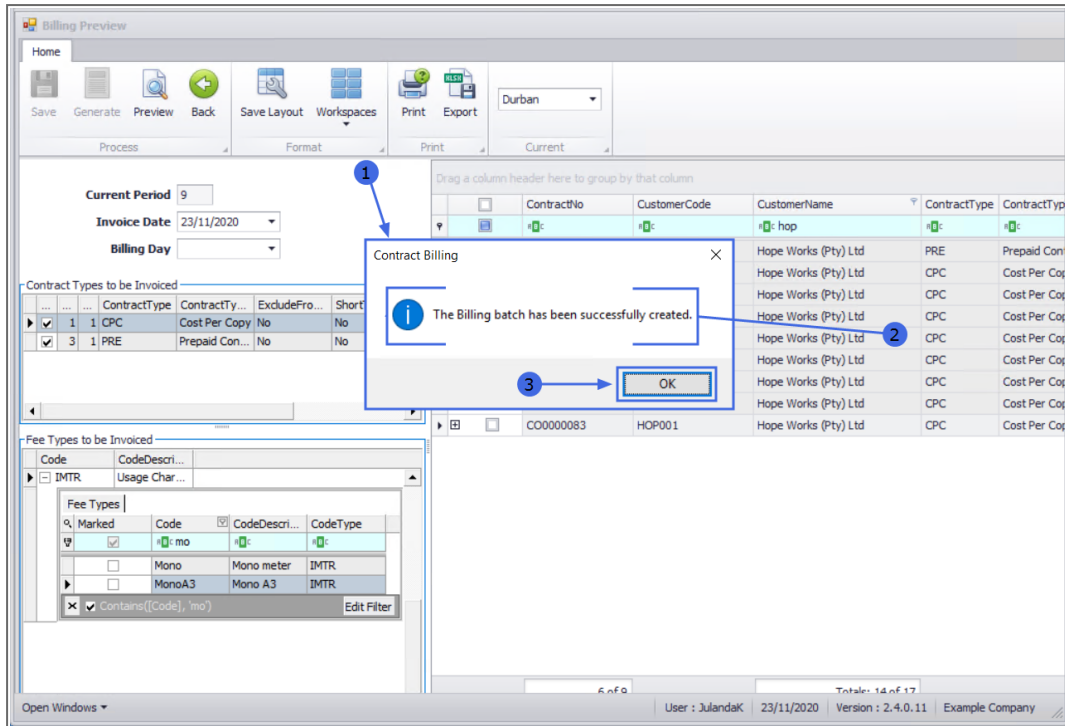 Billing Preview
Home
Save Generate Preview Back Save Layout Workspaces Print Export Durban
XLSX
Process Format Print Current
1
Current Period 9
Invoice Date 23/11/2020
Billing Day
Drag a column header here to group by that column
ContractNo CustomerCode CustomerName ContractType ContractTyp
hop
Contract Billing
The Billing batch has been successfully created.
2
3
OK
Hope Works (Pty) Ltd PRE Prepaid Con
Hope Works (Pty) Ltd CPC Cost Per Cop
Hope Works (Pty) Ltd CPC Cost Per Cop
Hope Works (Pty) Ltd CPC Cost Per Cop
Hope Works (Pty) Ltd CPC Cost Per Cop
Hope Works (Pty) Ltd CPC Cost Per Cop
Hope Works (Pty) Ltd CPC Cost Per Cop
Hope Works (Pty) Ltd CPC Cost Per Cop
CO0000083 HOP001 Hope Works (Pty) Ltd CPC Cost Per Cop
Contract Types to be Invoiced
... ... ... ContractType ContractTy... ExcludeFro... Short
1 1 CPC Cost Per Copy No No
3 1 PRE Prepaid Con... No No
Fee Types to be Invoiced
Code CodeDescri...
IMTR Usage Char...
Fee Types
Marked Code CodeDescri... CodeType
mo
Mono Mono meter IMTR
MonoA3 Mono A3 IMTR
Contains([Code], 'mo') Edit Filter
6 of 9 Totals: 14 of 17
Open Windows User : JulandaK 23/11/2020 Version : 2.4.0.11 Example Company